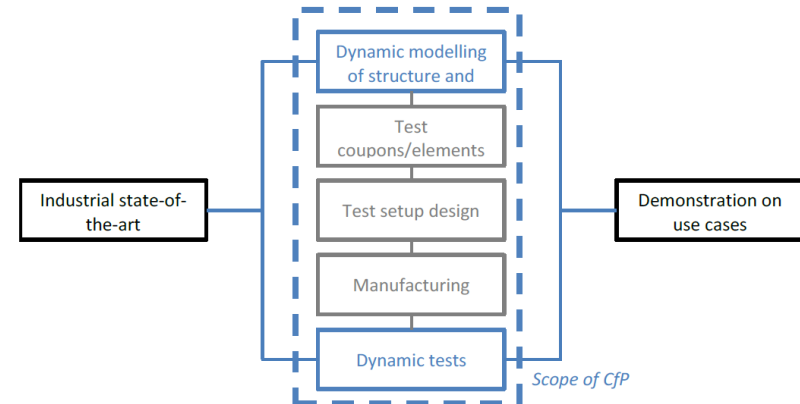 Dynamic modelling
of structure and
Test
coupons/elements
Industrial state-of-
the-art
Test setup design
Demonstration on
use cases
Manufacturing
Dynamic tests
Scope of CfP